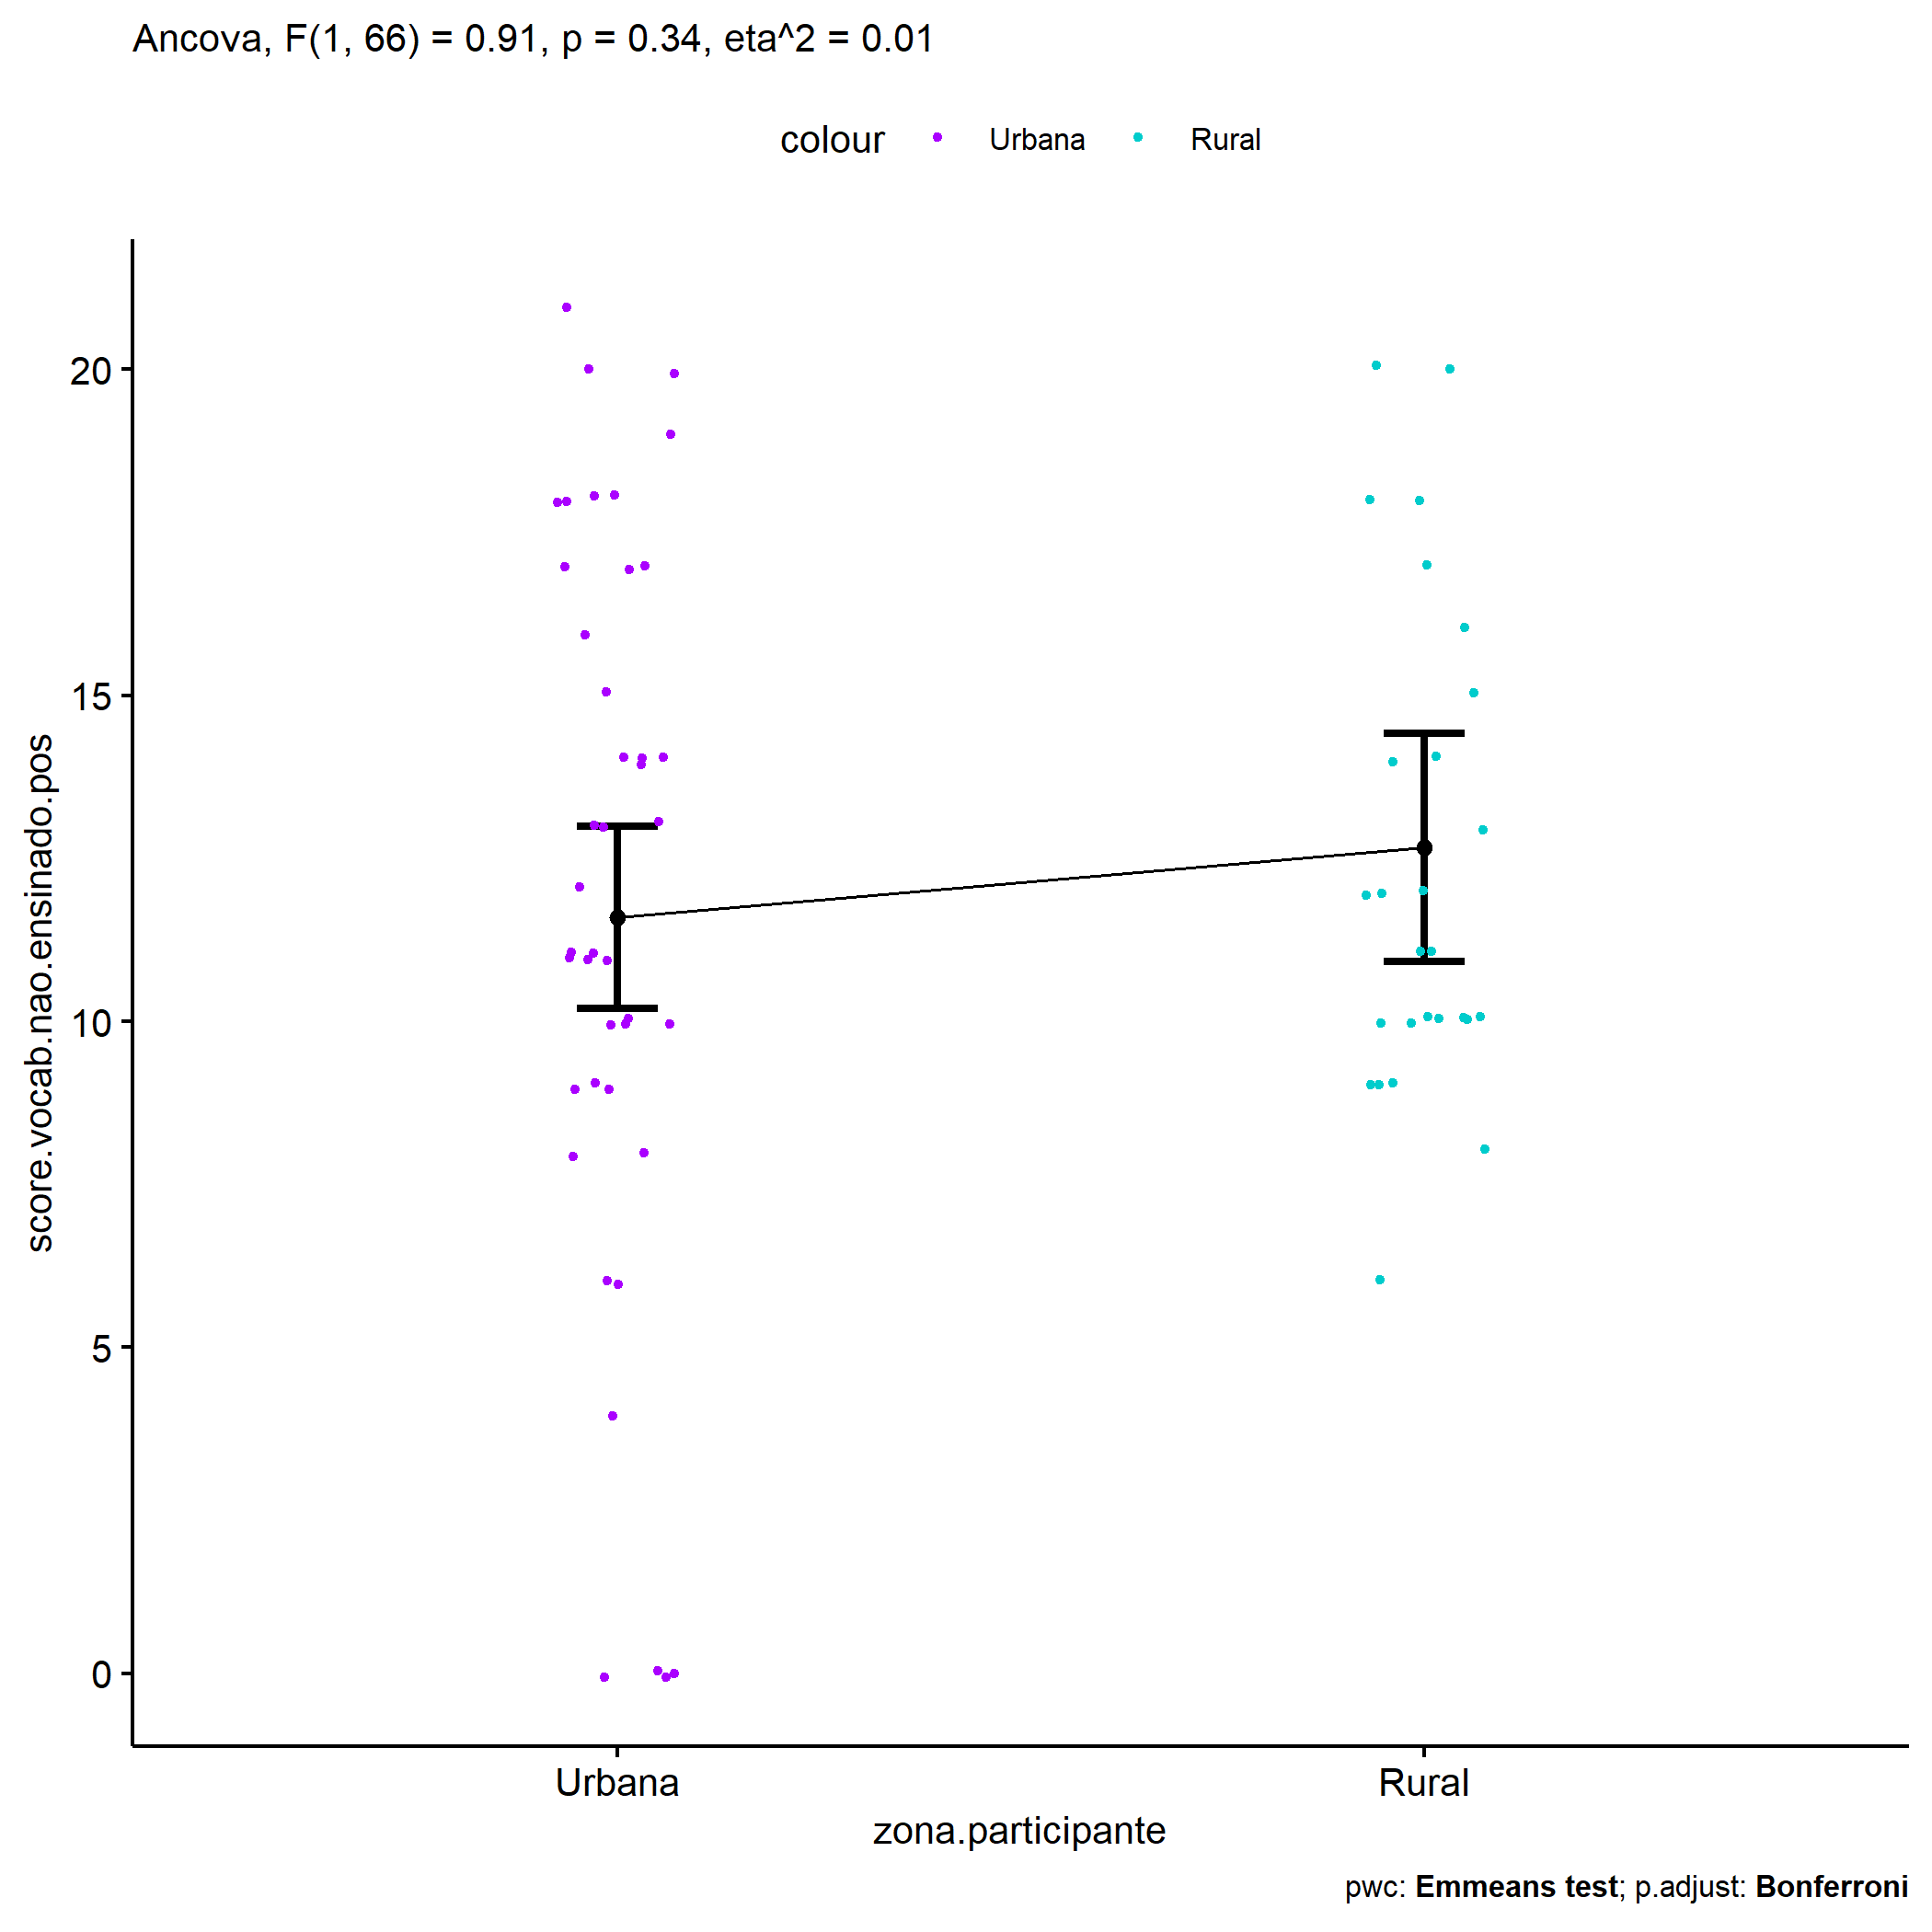 Ancova, F(1, 66) = 0.91, p = 0.34, eta^2 = 0.01
colour Urbana Rural
score.vocab.nao.ensinado.pos
20
15
10
5
0
Urbana Rural
zona.participante
pwc: Emmeans test; p.adjust: Bonferroni